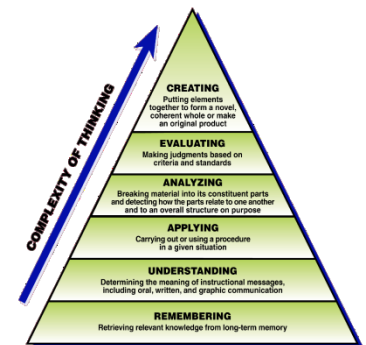 COMPLEXITY OF THINKING
CREATING
Putting elements
together to form a novel,
coherent whole or make
an original product
EVALUATING
Making judgments based on
criteria and standards
ANALYZING
Breaking material into its constituent parts
and detecting how the parts relate to one another
and to an overall structure on purpose
APPLYING
Carrying out or using a procedure
in a given situation
UNDERSTANDING
Determining the meaning of instructional messages,
including oral, written, and graphic communication
REMEMBERING
Retrieving relevant knowledge from long-term memory